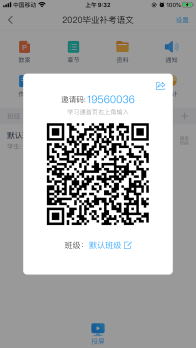 中国移动
上午 9:32
100%
2020毕业补考语文
设置
教案
章节
资料
通知
邀请码:19560036
学习通首页右上角输入
班级
默认
学生:
班级: 默认班级
投屏